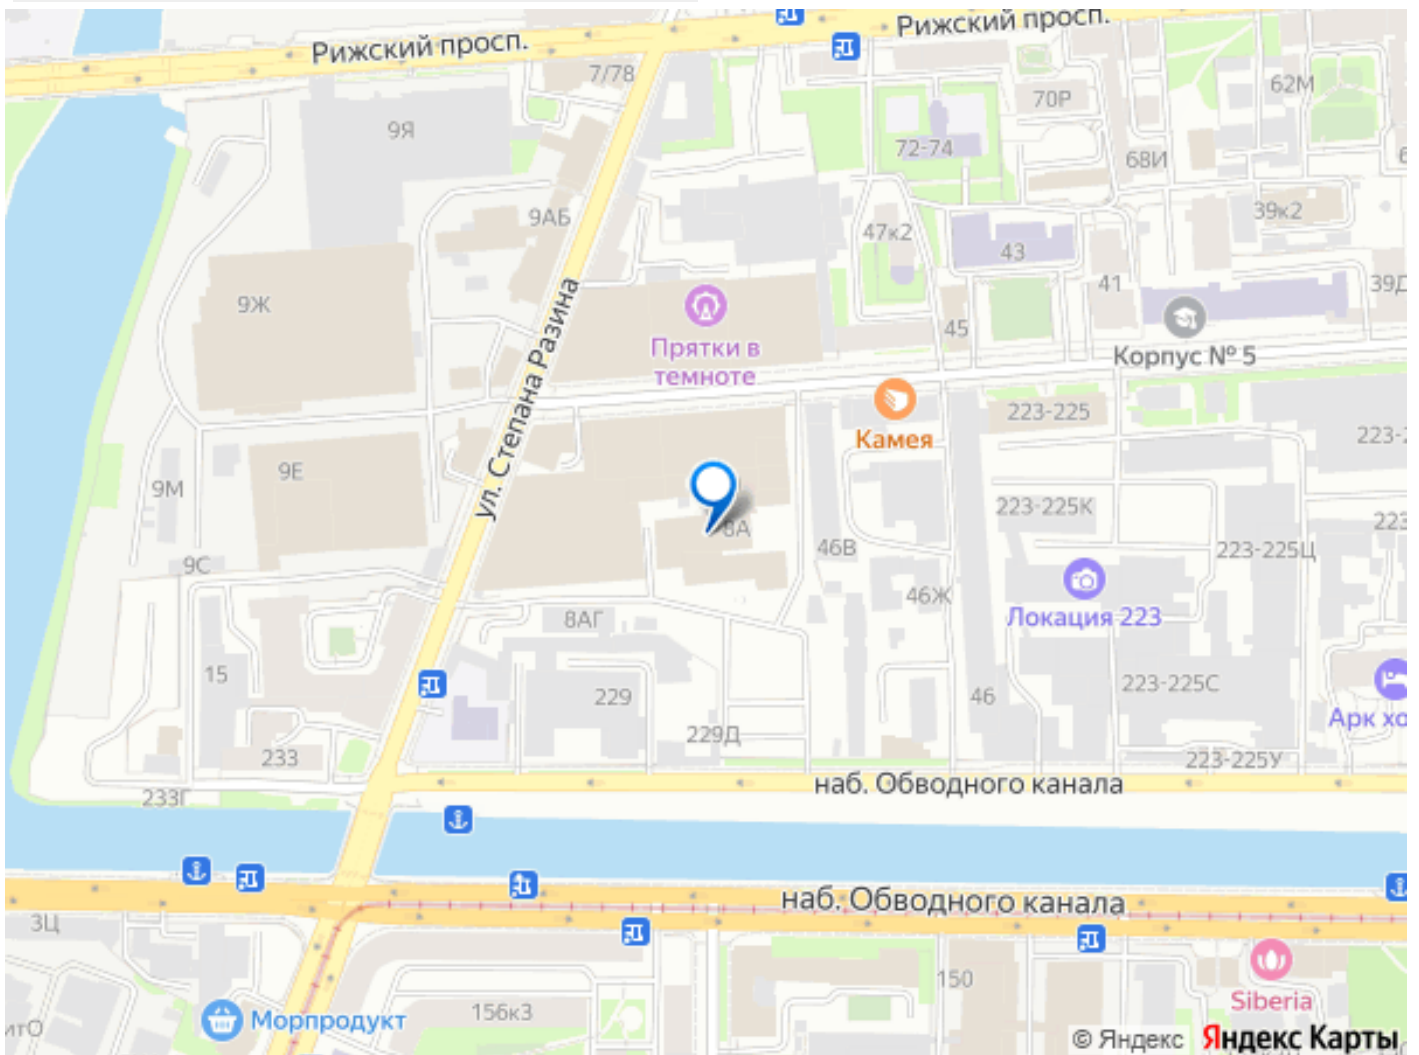 Рижский просп.
Рижский просп.
7/78
62М
70Р
9Я
72-74
68И
9АБ
39к2
47к2
43
41
9Ж
45
Прятки в
темноте
Корпус № 5
ул. Степана Разина
Камея
223-225
9Е
9М
8А
223-225К
46В
223-225Ц
9С
46Ж
8АГ
Локация 223
15
229
46
223-225С
229Д
Арк хо
233
223-225У
233Г
наб. Обводного канала
наб. Обводного канала
3Ц
150
156к3
Siberia
Морпродукт
© Яндекс Яндекс Карты